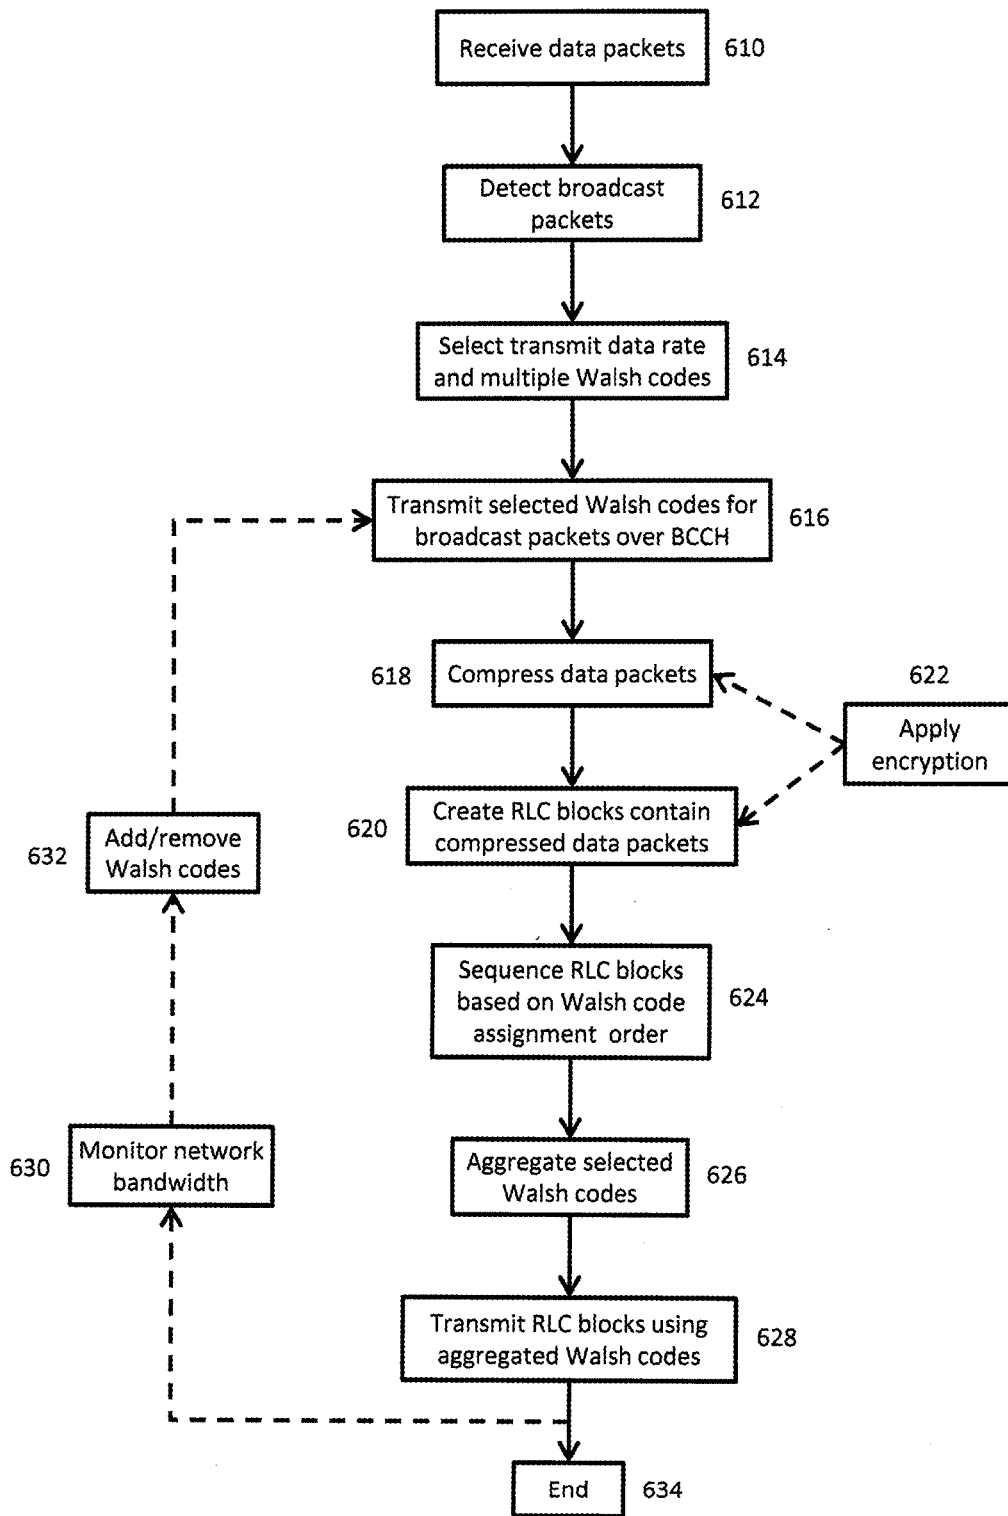 Receive data packets
610
Detect broadcast
packets
612
Select transmit data rate
and multiple Walsh codes
614
Transmit selected Walsh codes for
broadcast packets over BCCH
616
618
Compress data packets
622
Apply
encryption
620
Create RLC blocks contain
compressed data packets
632
Add/remove
Walsh codes
Sequence RLC blocks
based on Walsh code
assignment order
624
630
Monitor network
bandwidth
Aggregate selected
Walsh codes
626
Transmit RLC blocks using
aggregated Walsh codes
628
End
634